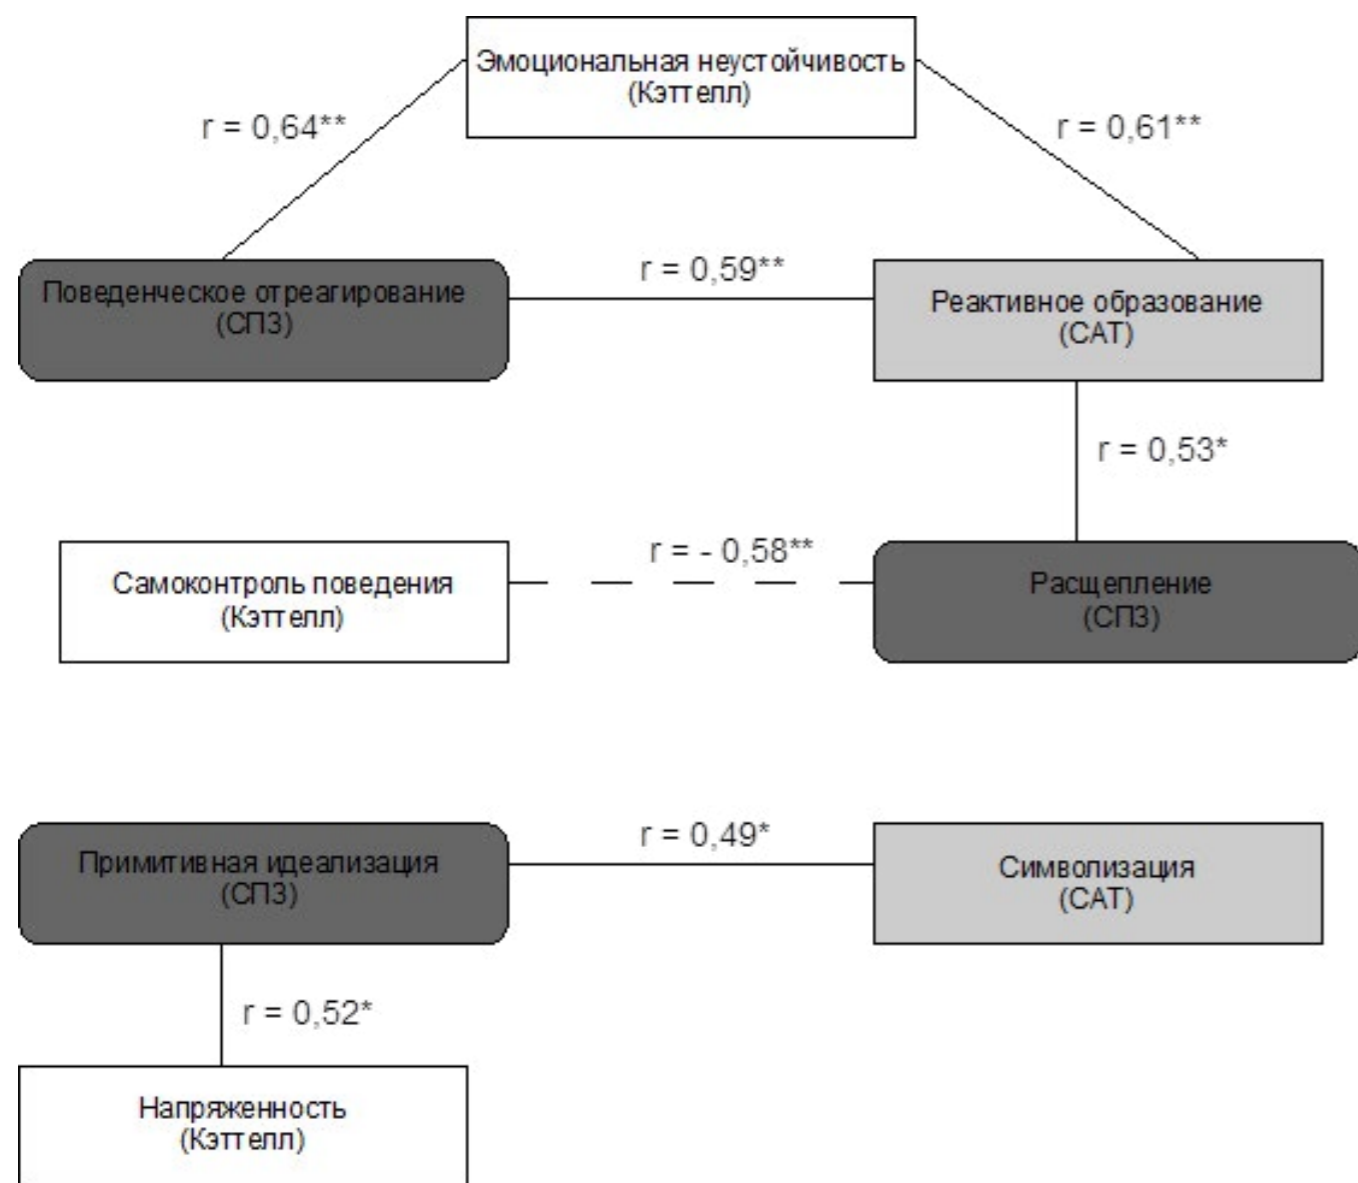 Эмоциональная неустойчивость
(Кэттелл)
r = 0,64**
r = 0,61**
Поведенческое отреагирование
(СПЗ)
r = 0,59**
Реактивное образование
(САТ)
r = 0,53*
Самоконтроль поведения
(Кэттелл)
r = - 0,58**
Расщепление
(СПЗ)
Примитивная идеализация
(СПЗ)
r = 0,49*
Символизация
(САТ)
r = 0,52*
Напряженность
(Кэттелл)